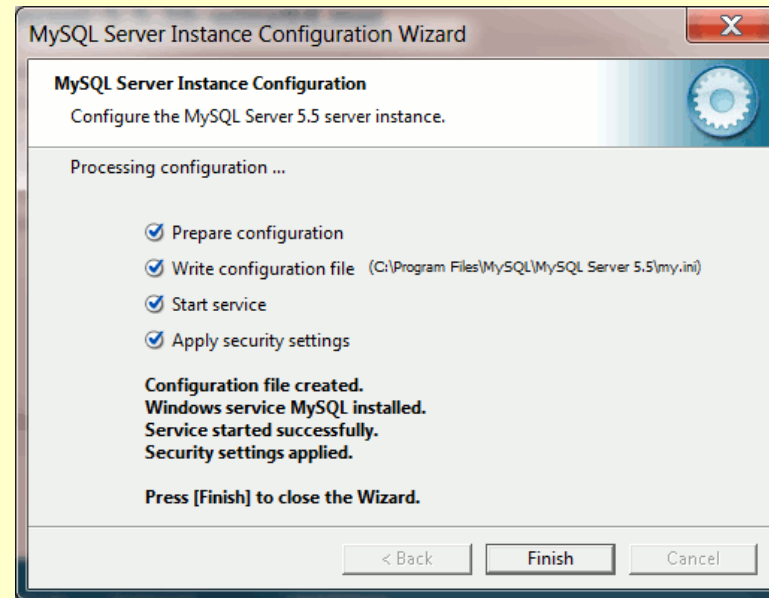 MySQL Server Instance Configuration Wizard
MySQL Server Instance Configuration
Configure the MySQL Server 5.5 server instance.
Processing configuration ...
Prepare configuration
Write configuration file (C:\Program Files\MySQL\MySQL Server 5.5\my.ini)
Start service
Apply security settings
Configuration file created.
Windows service MySQL installed.
Service started successfully.
Security settings applied.
Press [Finish] to close the Wizard.
< Back Finish Cancel